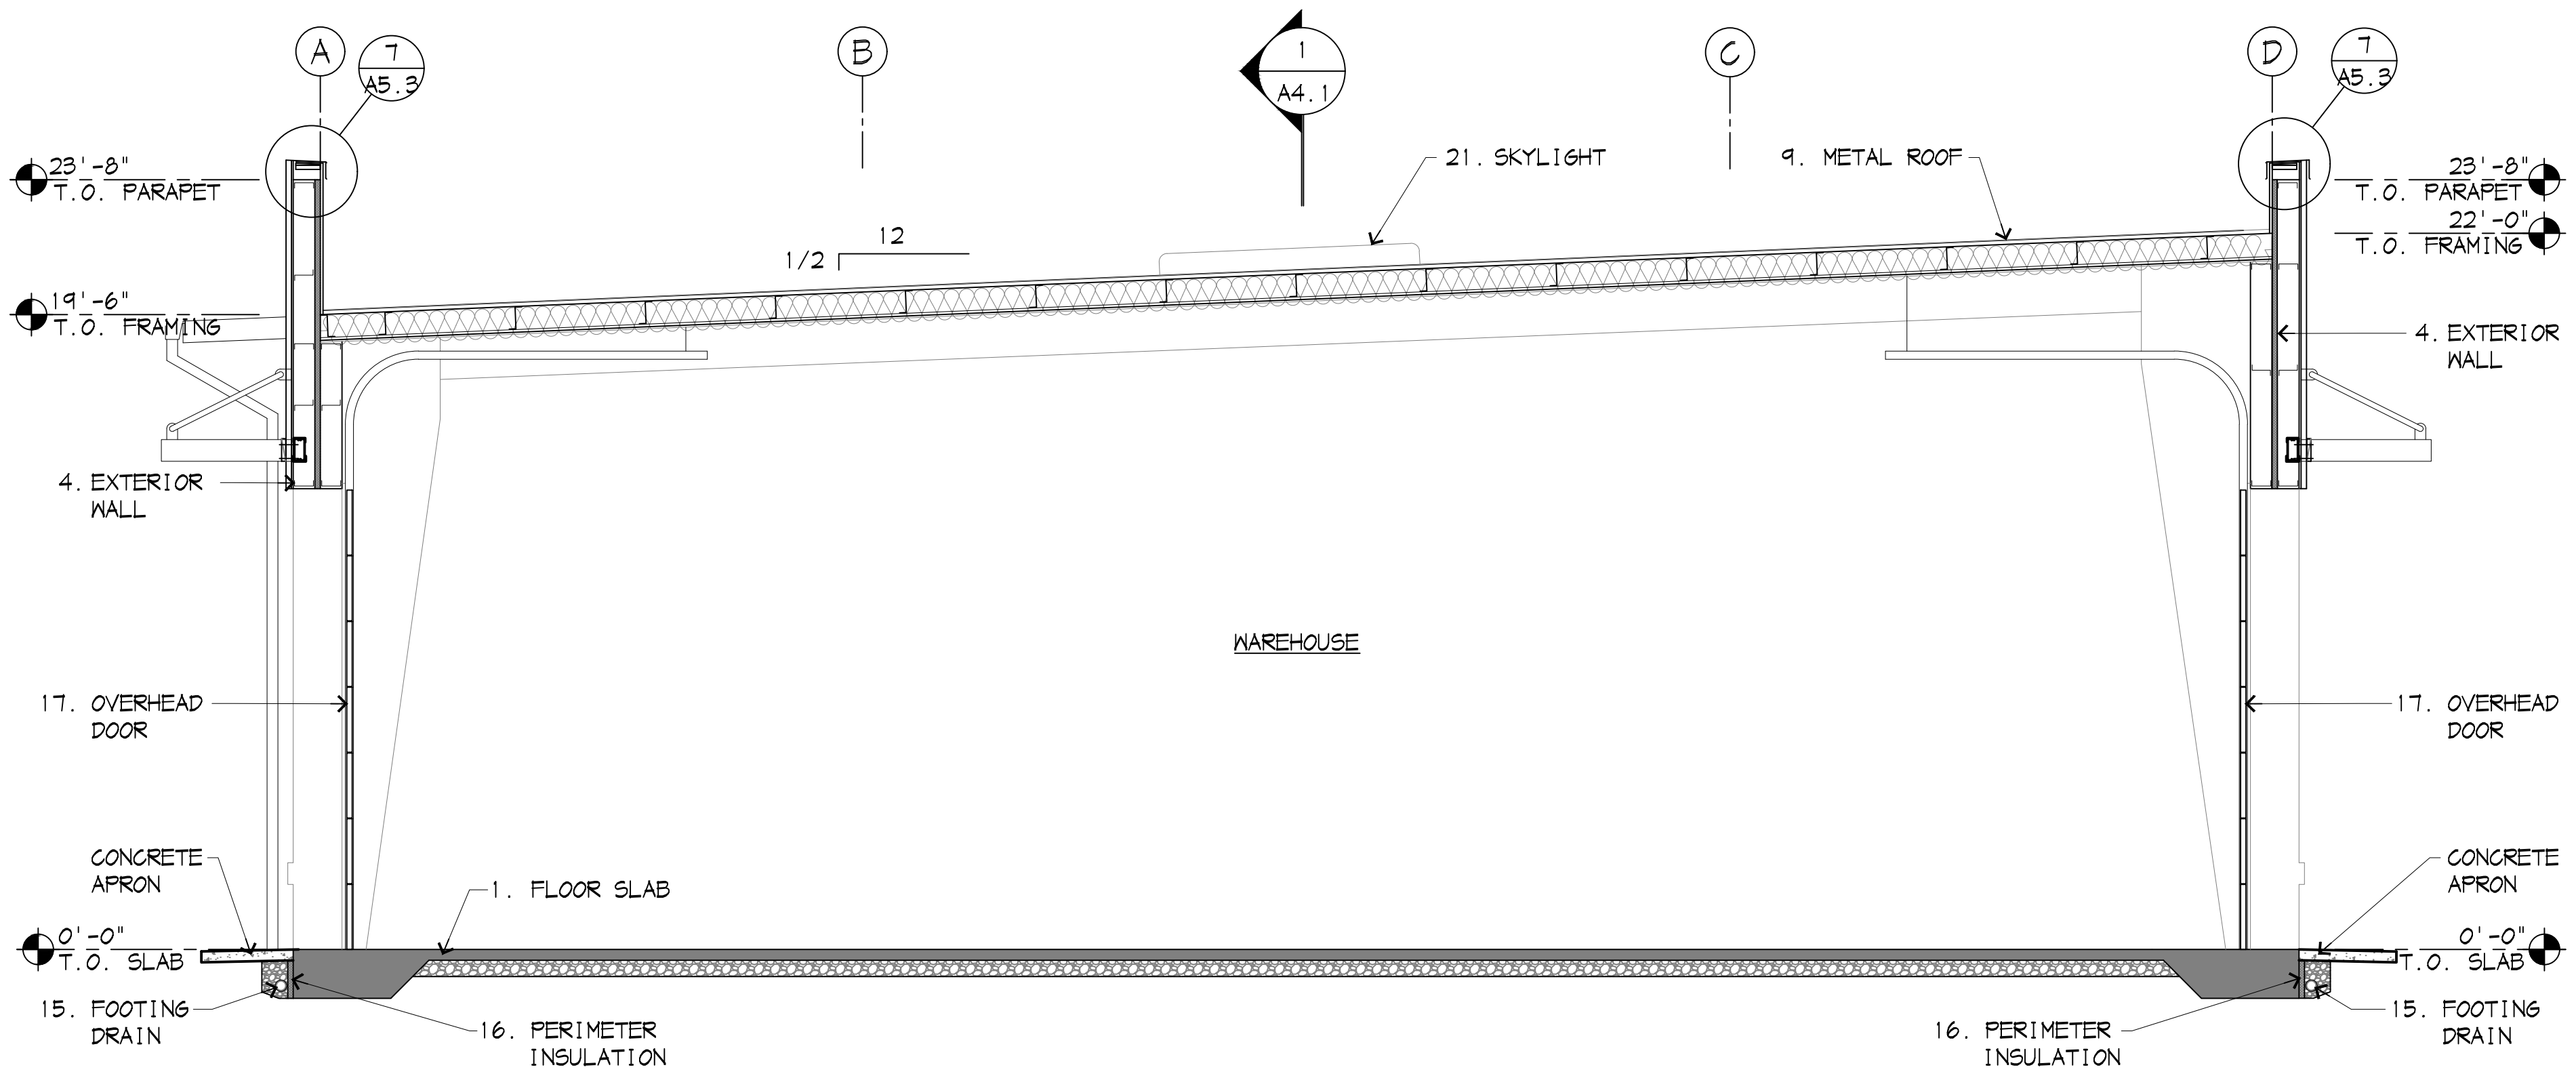 A
7
A5.3
B
1
A4.1
C
D
7
A5.3
23'-8"
T.O. PARAPET
21. SKYLIGHT
9. METAL ROOF
23'-8"
T.O. PARAPET
22'-0"
T.O. FRAMING
12
1/2
19'-6"
T.O. FRAMING
4. EXTERIOR
WALL
4. EXTERIOR
WALL
WAREHOUSE
17. OVERHEAD
DOOR
17. OVERHEAD
DOOR
CONCRETE
APRON
1. FLOOR SLAB
CONCRETE
APRON
0'-0"
T.O. SLAB
0'-0"
T.O. SLAB
15. FOOTING
DRAIN
16. PERIMETER
INSULATION
16. PERIMETER
INSULATION
15. FOOTING
DRAIN